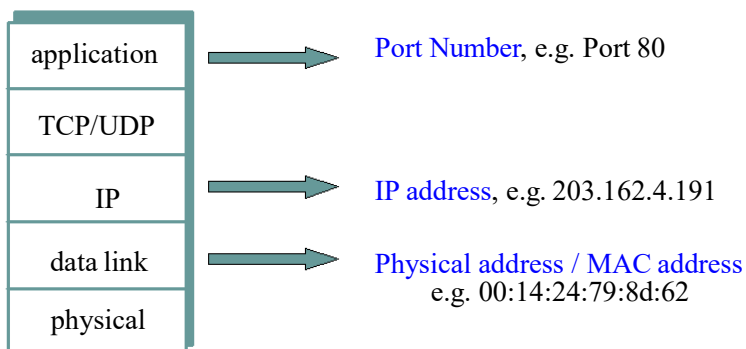 application
Port Number, e.g. Port 80
TCP/UDP
IP
IP address, e.g. 203.162.4.191
data link
Physical address / MAC address
e.g. 00:14:24:79:8d:62
physical